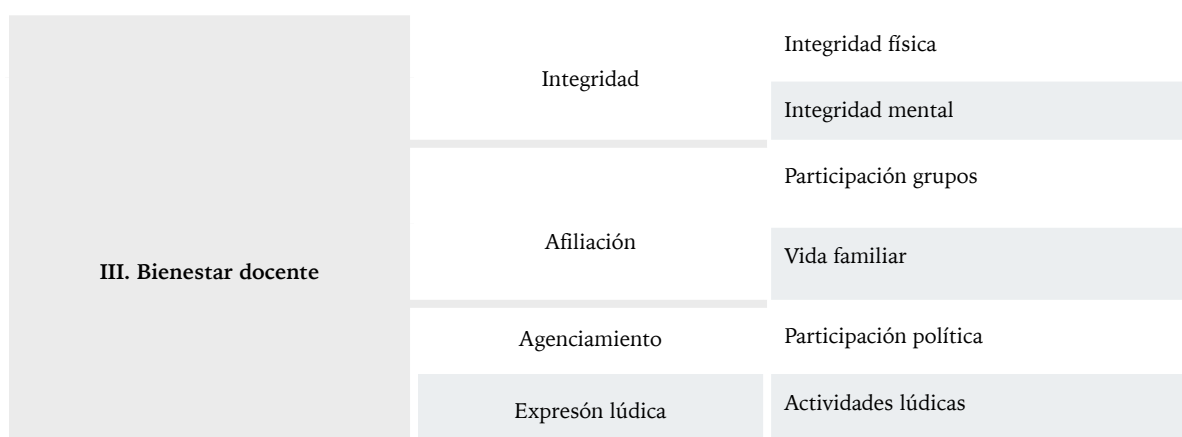 III. Bienestar docente
Integridad
Integridad física
Integridad mental
Afiliación
Participación grupos
Vida familiar
Agenciamiento
Participación política
Expresón lúdica
Actividades lúdicas